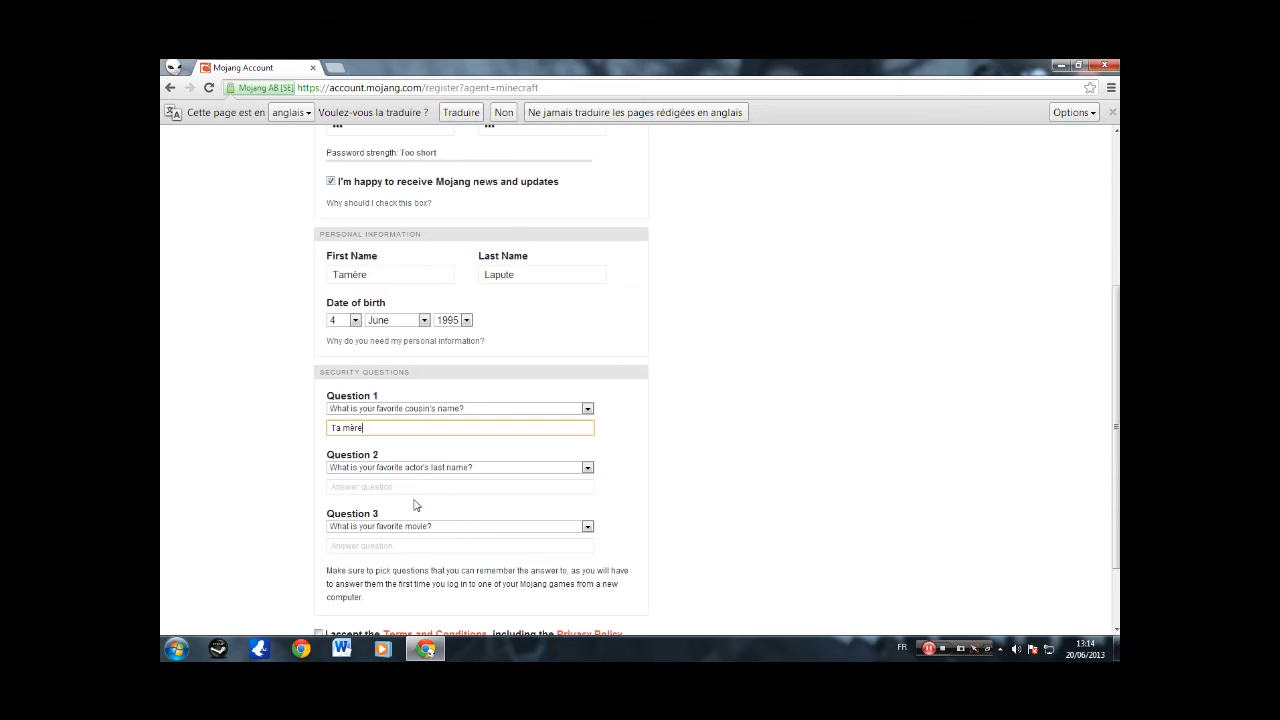 Mojang Account
Mojang AB [SE] https://account.mojang.com/register?agent=minecraft
Cette page est en anglais Voulez-vous la traduire ? Traduire Non Ne jamais traduire les pages rédigées en anglais Options
Password strength: Too short
I'm happy to receive Mojang news and updates
Why should I check this box?
PERSONAL INFORMATION
First Name Last Name
Tamère Lapute
Date of birth
4 June 1995
Why do you need my personal information?
SECURITY QUESTIONS
Question 1
What is your favorite cousin's name?
Ta mère
Question 2
What is your favorite actor's last name?
Answer question
Question 3
What is your favorite movie?
Answer question
Make sure to pick questions that you can remember the answer to, as you will have
to answer them the first time you log in to one of your Mojang games from a new
computer.
I accept the Terms and Conditions, including the Privacy Policy
FR 13:14
20/06/2013